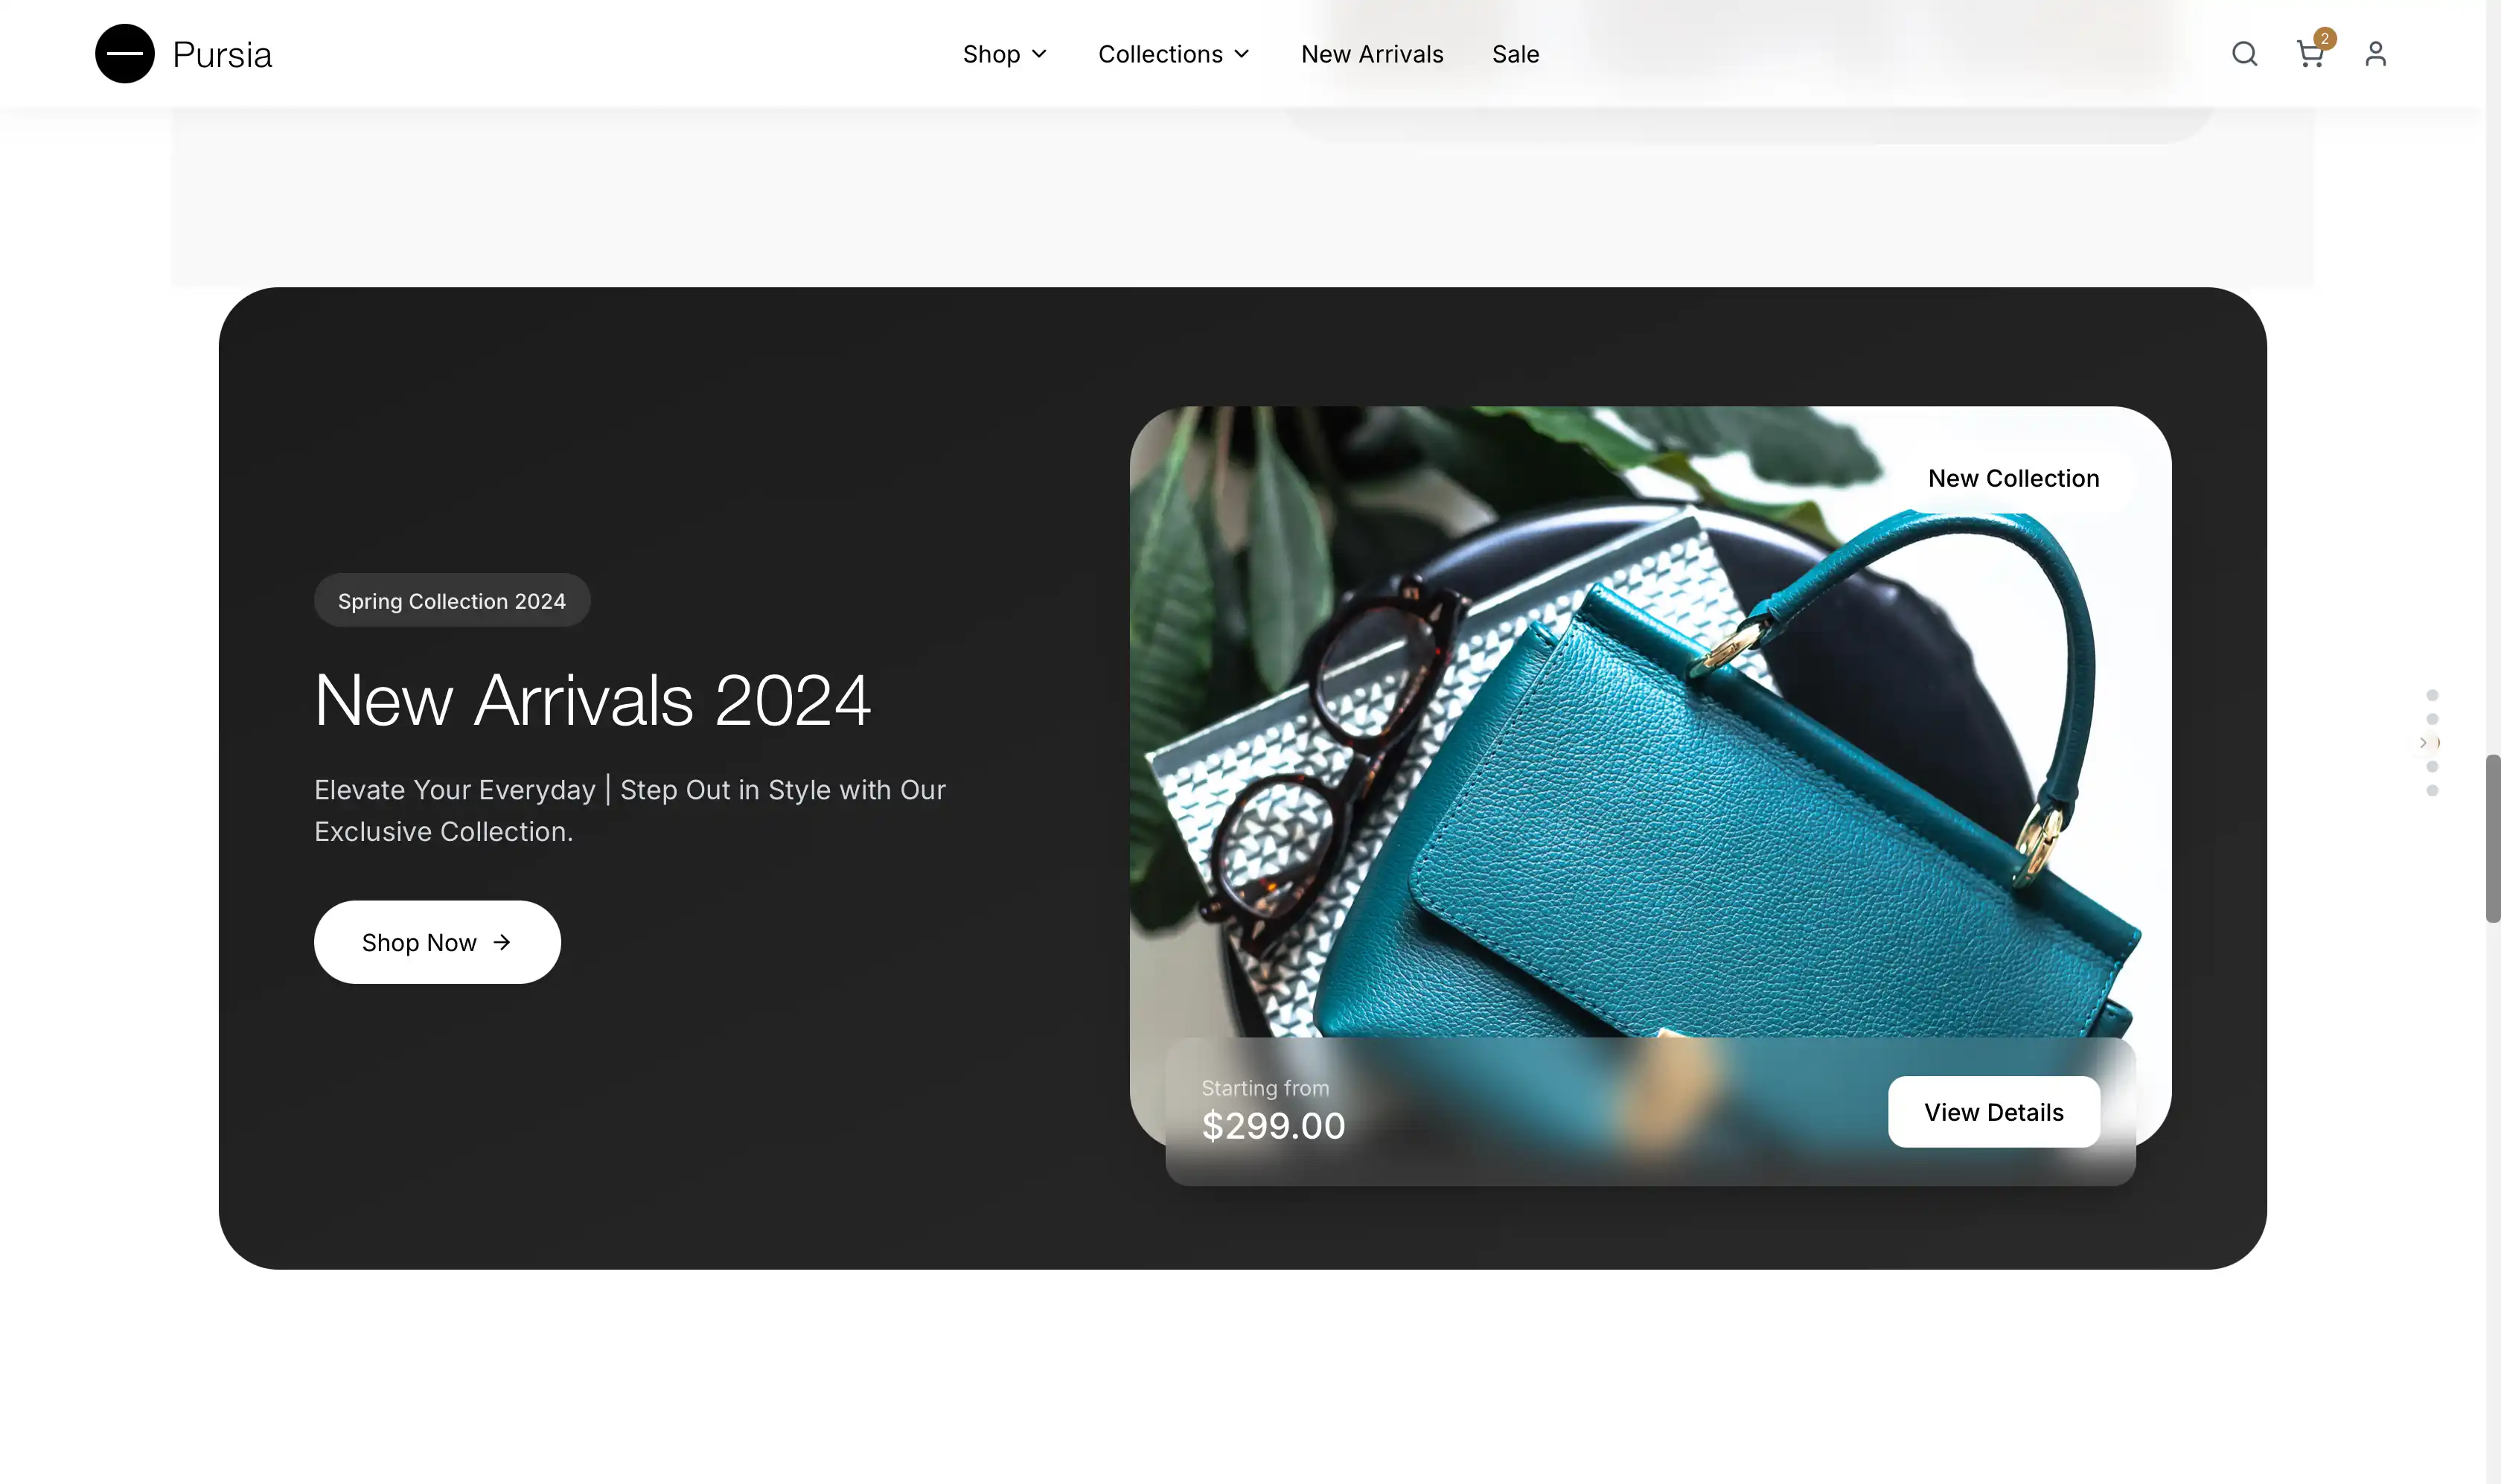 Pursia
Shop
Collections
New Arrivals
Sale
2
Spring Collection 2024
New Arrivals 2024
Elevate Your Everyday | Step Out in Style with Our
Exclusive Collection.
Shop Now
New Collection
Starting from
$299.00
View Details